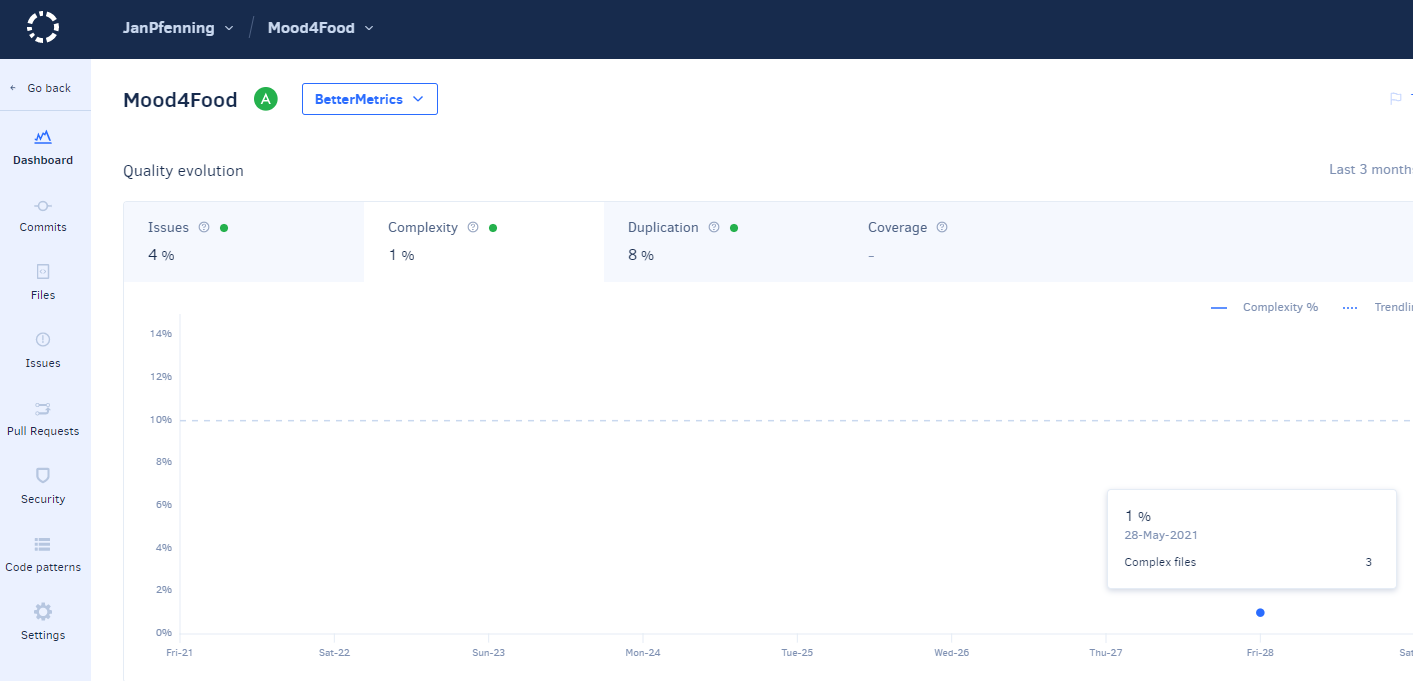 JanPfenning / Mood4Food
Go back
Mood4Food A BetterMetrics
Dashboard
Quality evolution
Last 3 month
Commits
Issues
4 %
Complexity
1 %
Duplication
8 %
Coverage
-
Files
Issues
Pull Requests
Security
Code patterns
Settings
Complexity %
14%
12%
10%
8%
6%
4%
2%
0%
1 %
28-May-2021
Complex files 3
Fri-21 Sat-22 Sun-23 Mon-24 Tue-25 Wed-26 Thu-27 Fri-28